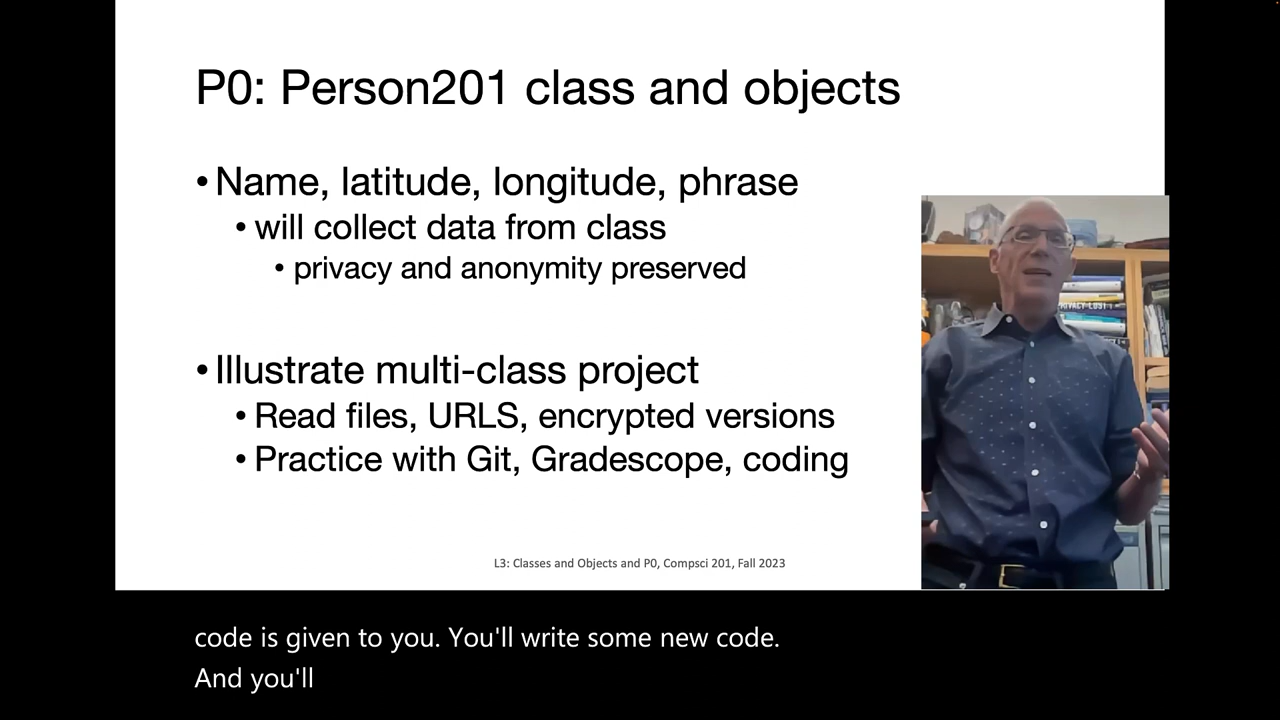 P0: Person201 class and objects
• Name, latitude, longitude, phrase
• will collect data from class
• privacy and anonymity preserved
• Illustrate multi-class project
• Read files, URLS, encrypted versions
• Practice with Git, Gradescope, coding
PRIVACY LOST
L3: Classes and Objects and P0, Compsci 201, Fall 2023
code is given to you. You'll write some new code.
And you'll